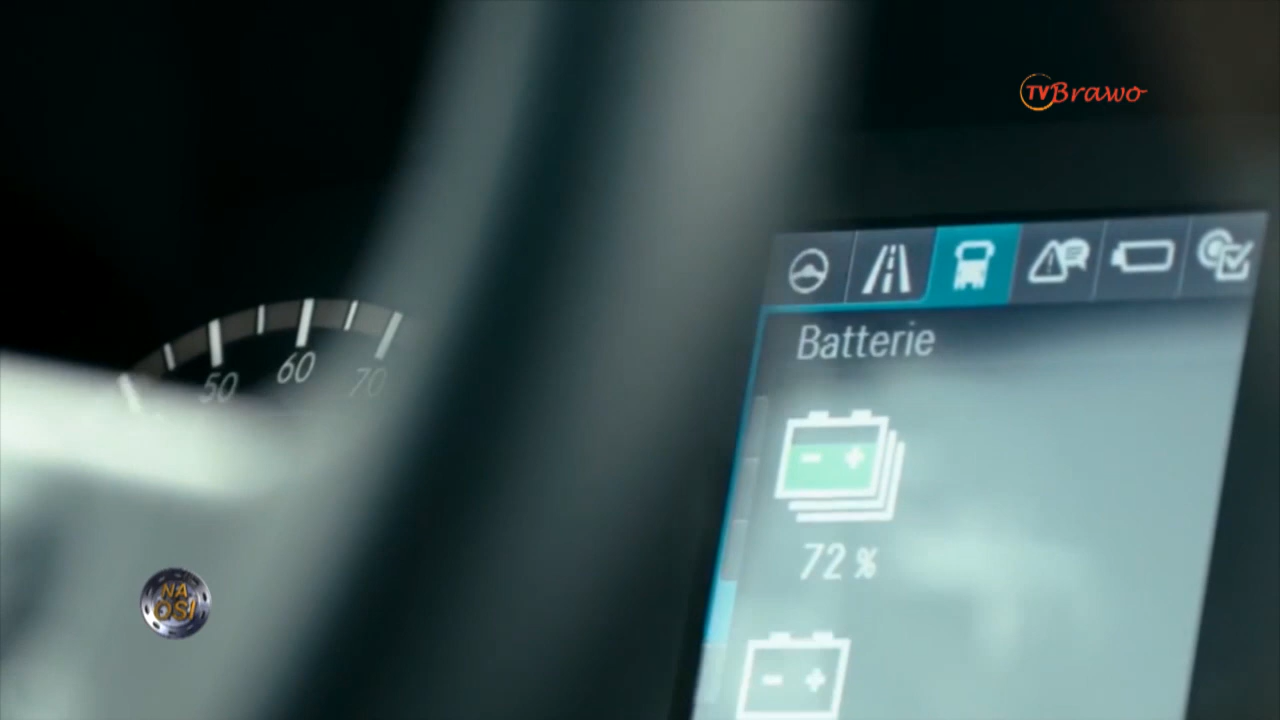 TVBrawo
50 60 70
Batterie
- +
72 %
- +
NA
OSI